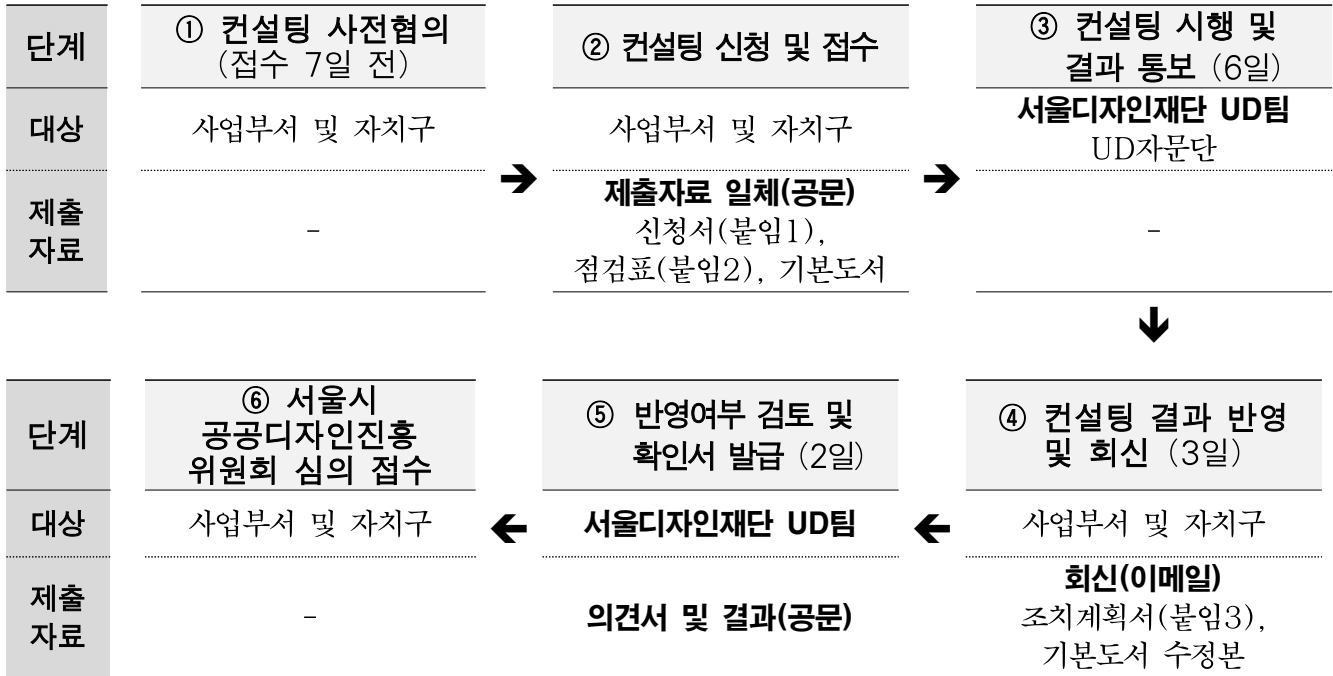 단계
① 컨설팅 사전협의
(접수 7일 전)
② 컨설팅 신청 및 접수
③ 컨설팅 시행 및
결과 통보 (6일)
대상
사업부서 및 자치구
사업부서 및 자치구
서울디자인재단 UD팀
UD자문단
➔
➔
제출
자료
-
제출자료 일체(공문)
신청서(붙임1),
점검표(붙임2), 기본도서
-
단계
⑥ 서울시
공공디자인진흥
위원회 심의 접수
⑤ 반영여부 검토 및
확인서 발급 (2일)
④ 컨설팅 결과 반영
및 회신 (3일)
대상
사업부서 및 자치구
서울디자인재단 UD팀
사업부서 및 자치구
제출
자료
-
의견서 및 결과(공문)
회신(이메일)
조치계획서(붙임3),
기본도서 수정본